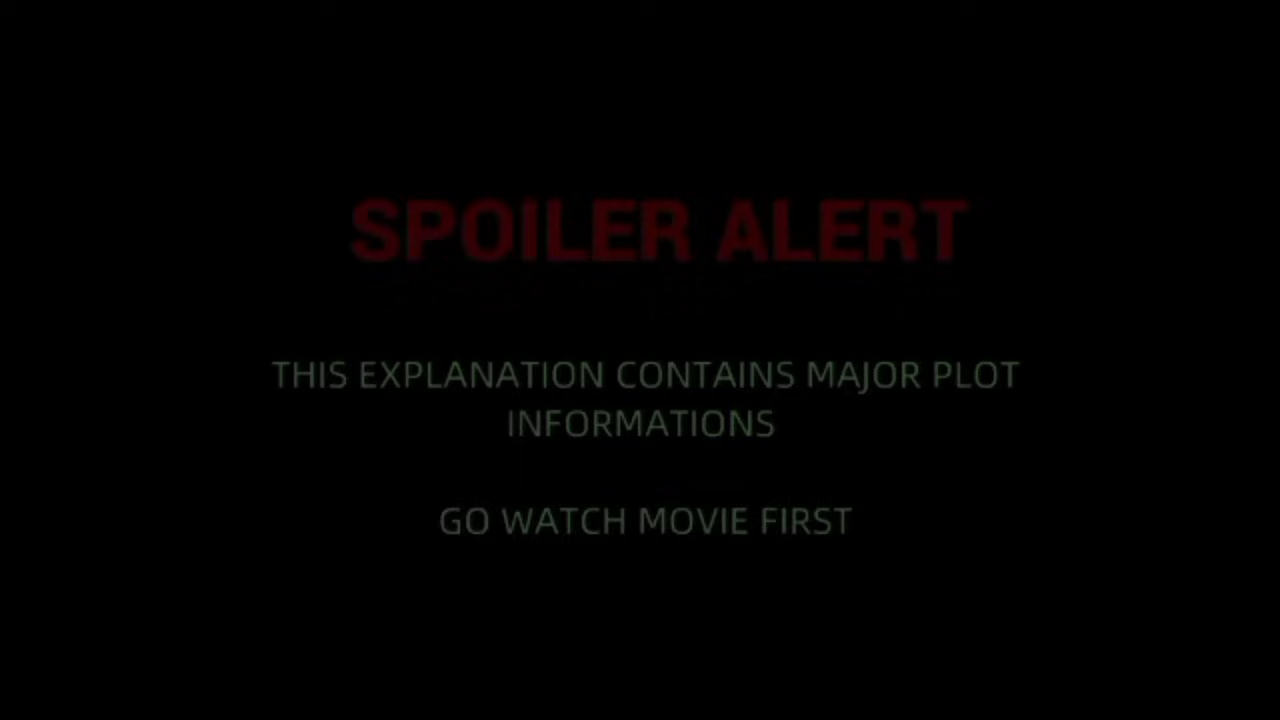 SPOILER ALERT
THIS EXPLANATION CONTAINS MAJOR PLOT
INFORMATIONS
GO WATCH MOVIE FIRST